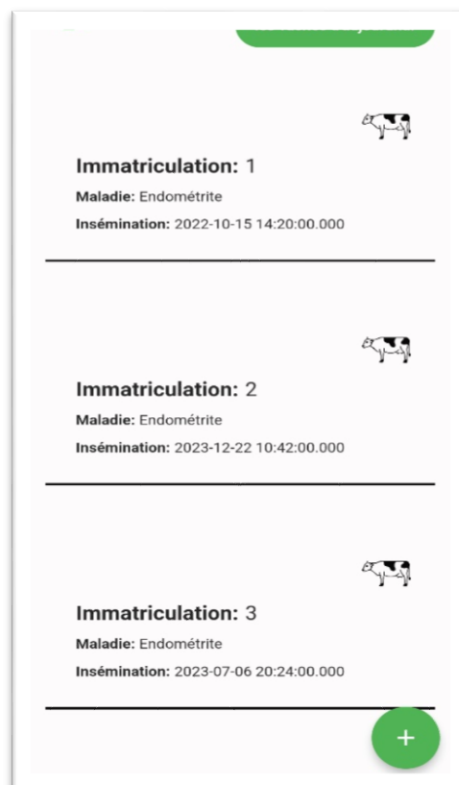 Immatriculation: 1
Maladie: Endométrite
Insémination: 2022-10-15 14:20:00.000
Immatriculation: 2
Maladie: Endométrite
Insémination: 2023-12-22 10:42:00.000
Immatriculation: 3
Maladie: Endométrite
Insémination: 2023-07-06 20:24:00.000
+